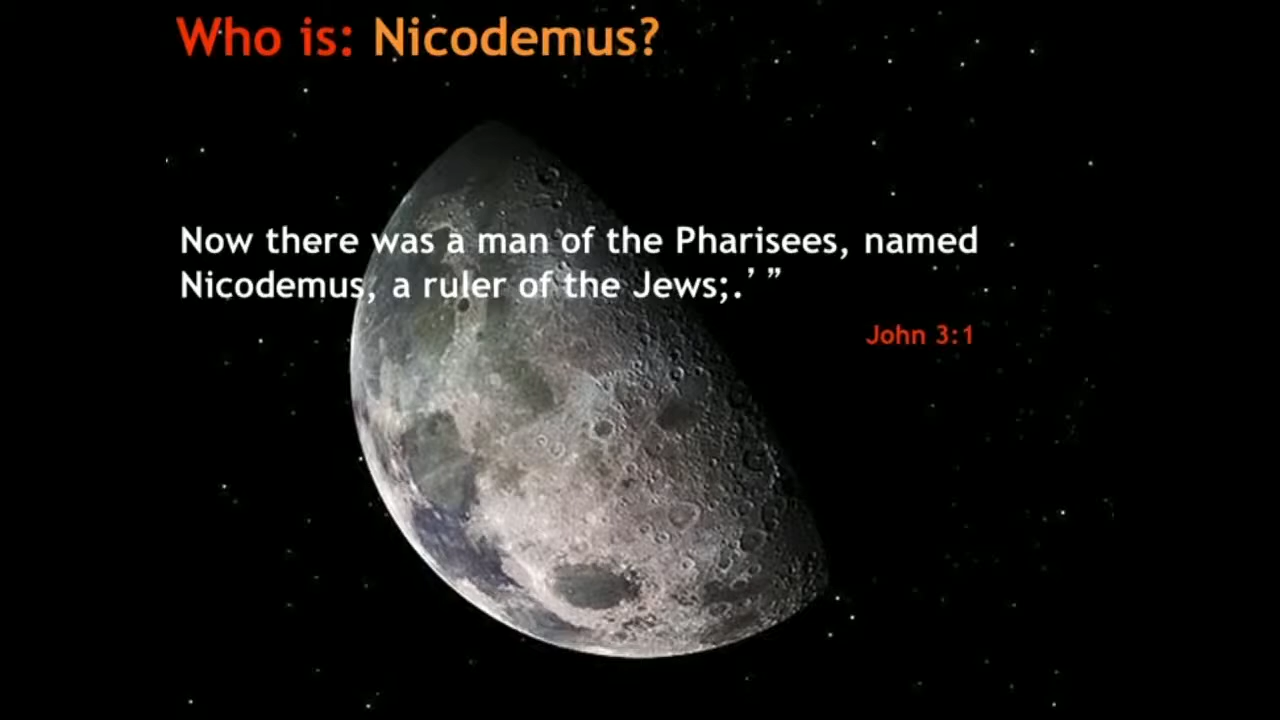 Who is: Nicodemus?
Now there was a man of the Pharisees, named
Nicodemus, a ruler of the Jews;.’ ”
John 3:1